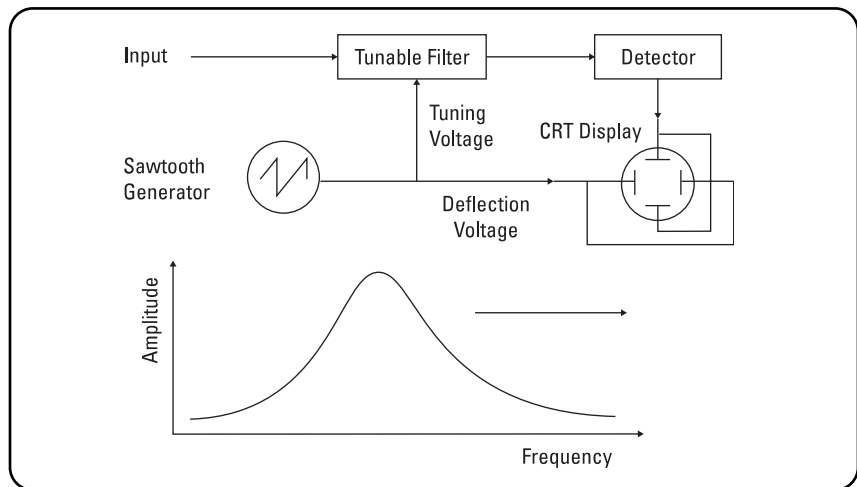 Input
Tunable Filter
Detector
Tuning
Voltage
CRT Display
Sawtooth
Generator
Deflection
Voltage
Amplitude
Frequency